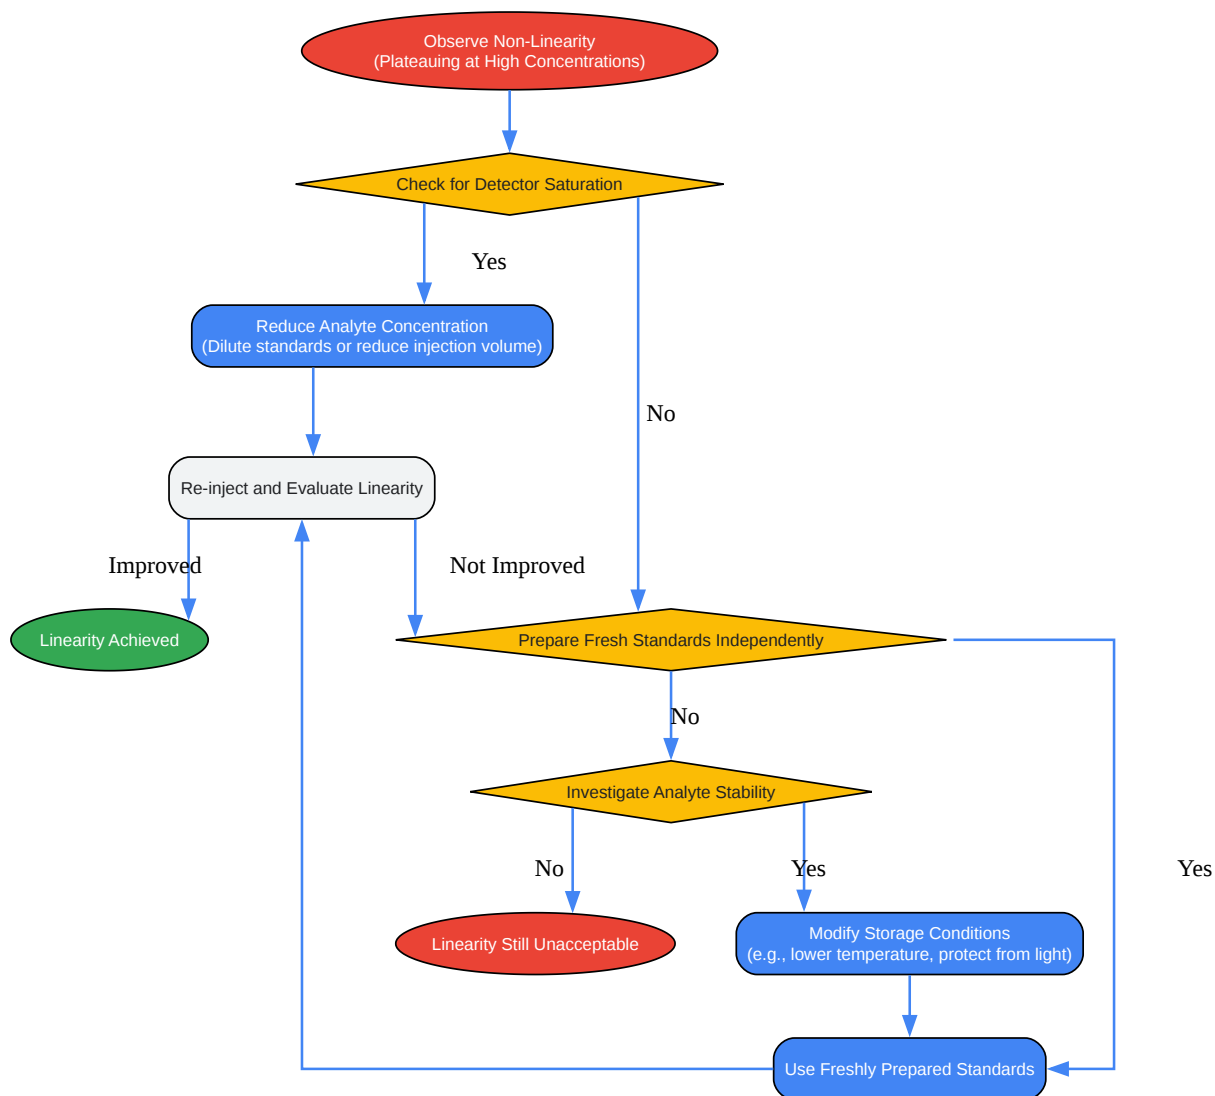 Observe Non-Linearity
(Plateauing at High Concentrations)
Check for Detector Saturation
Yes
Reduce Analyte Concentration
(Dilute standards or reduce injection volume)
No
Re-inject and Evaluate Linearity
Improved
Not Improved
Linearity Achieved
Prepare Fresh Standards Independently
No
Investigate Analyte Stability
No
Yes
Yes
Linearity Still Unacceptable
Modify Storage Conditions
(e.g., lower temperature, protect from light)
Use Freshly Prepared Standards